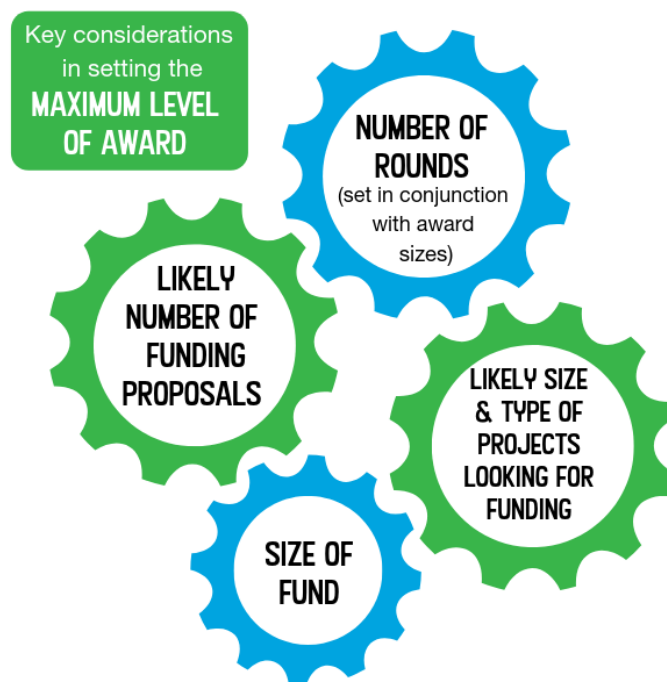 Key considerations
in setting the
MAXIMUM LEVEL
OF AWARD
NUMBER OF
ROUNDS
(set in conjunction
with award
sizes)
LIKELY
NUMBER OF
FUNDING
PROPOSALS
LIKELY SIZE
& TYPE OF
PROJECTS
LOOKING FOR
FUNDING
SIZE OF
FUND